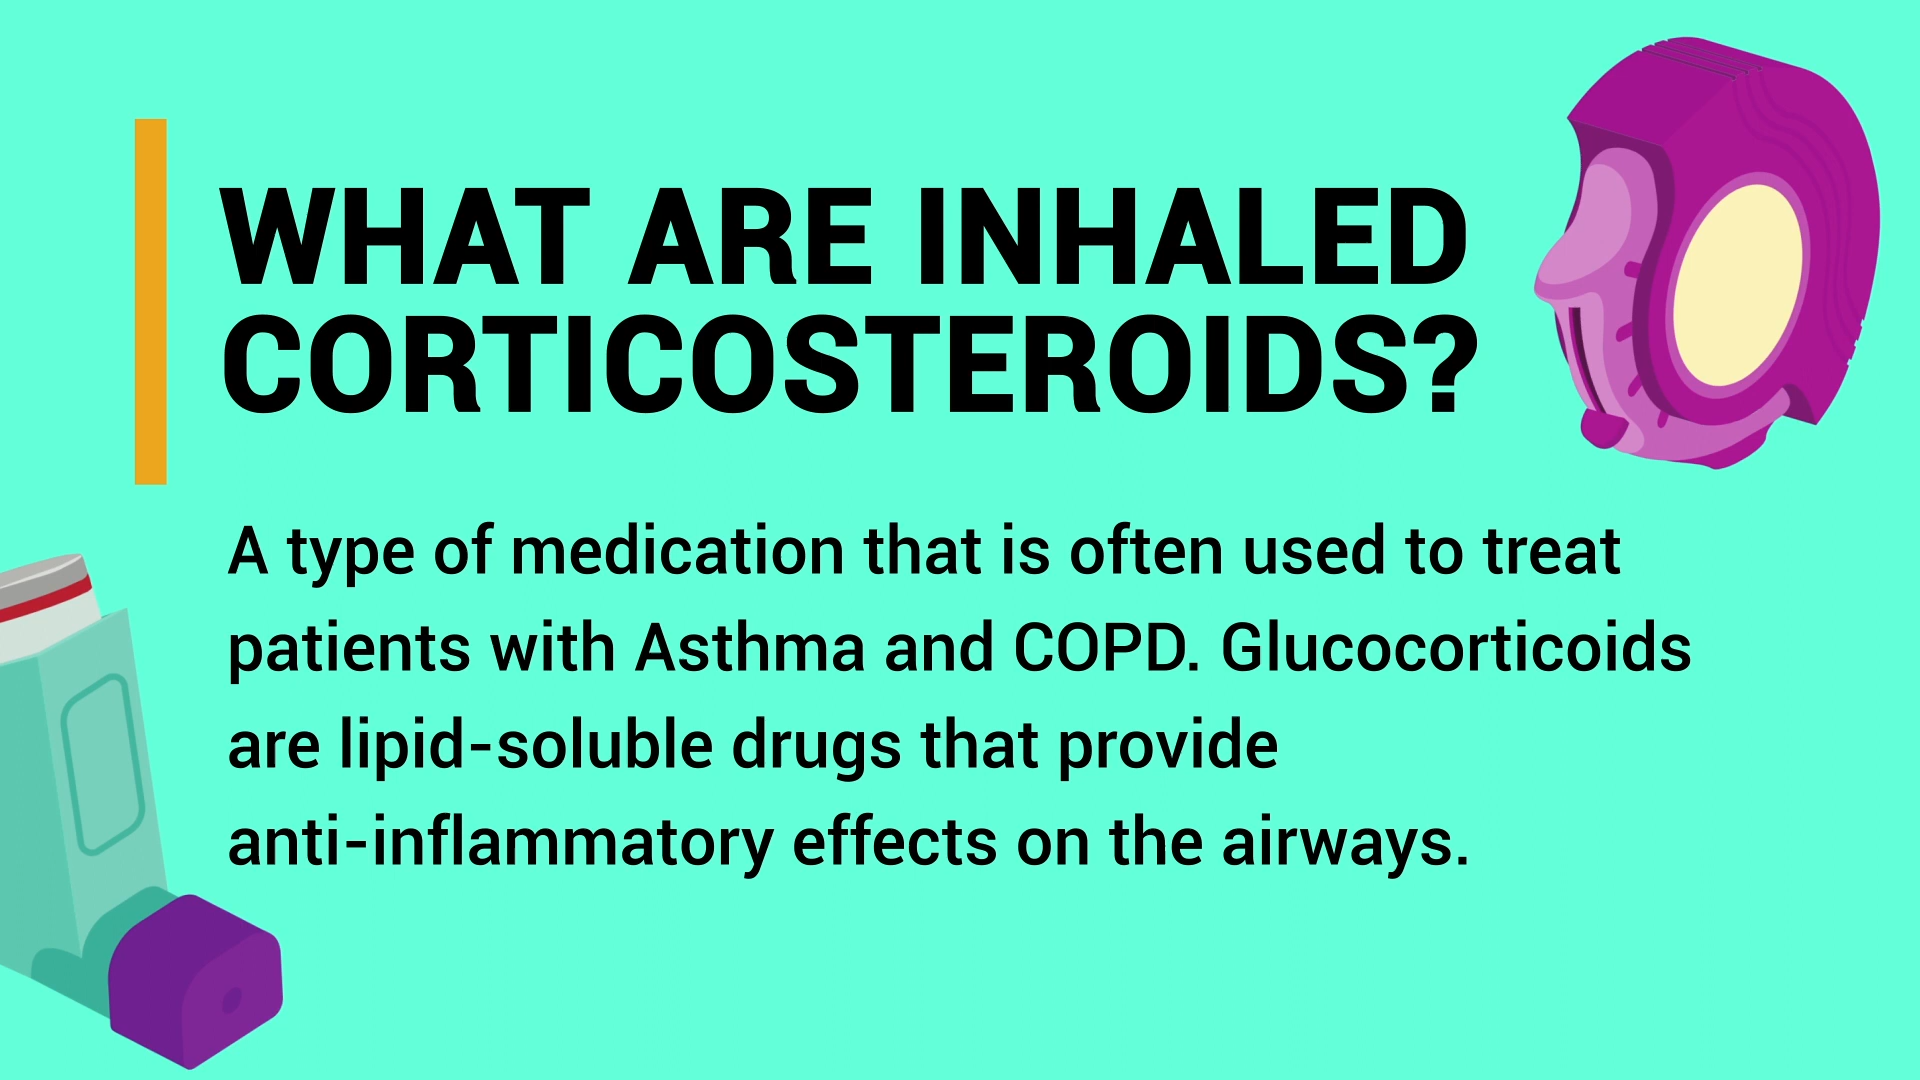 WHAT ARE INHALED
CORTICOSTEROIDS?
A type of medication that is often used to treat
patients with Asthma and COPD. Glucocorticoids
are lipid-soluble drugs that provide
anti-inflammatory effects on the airways.